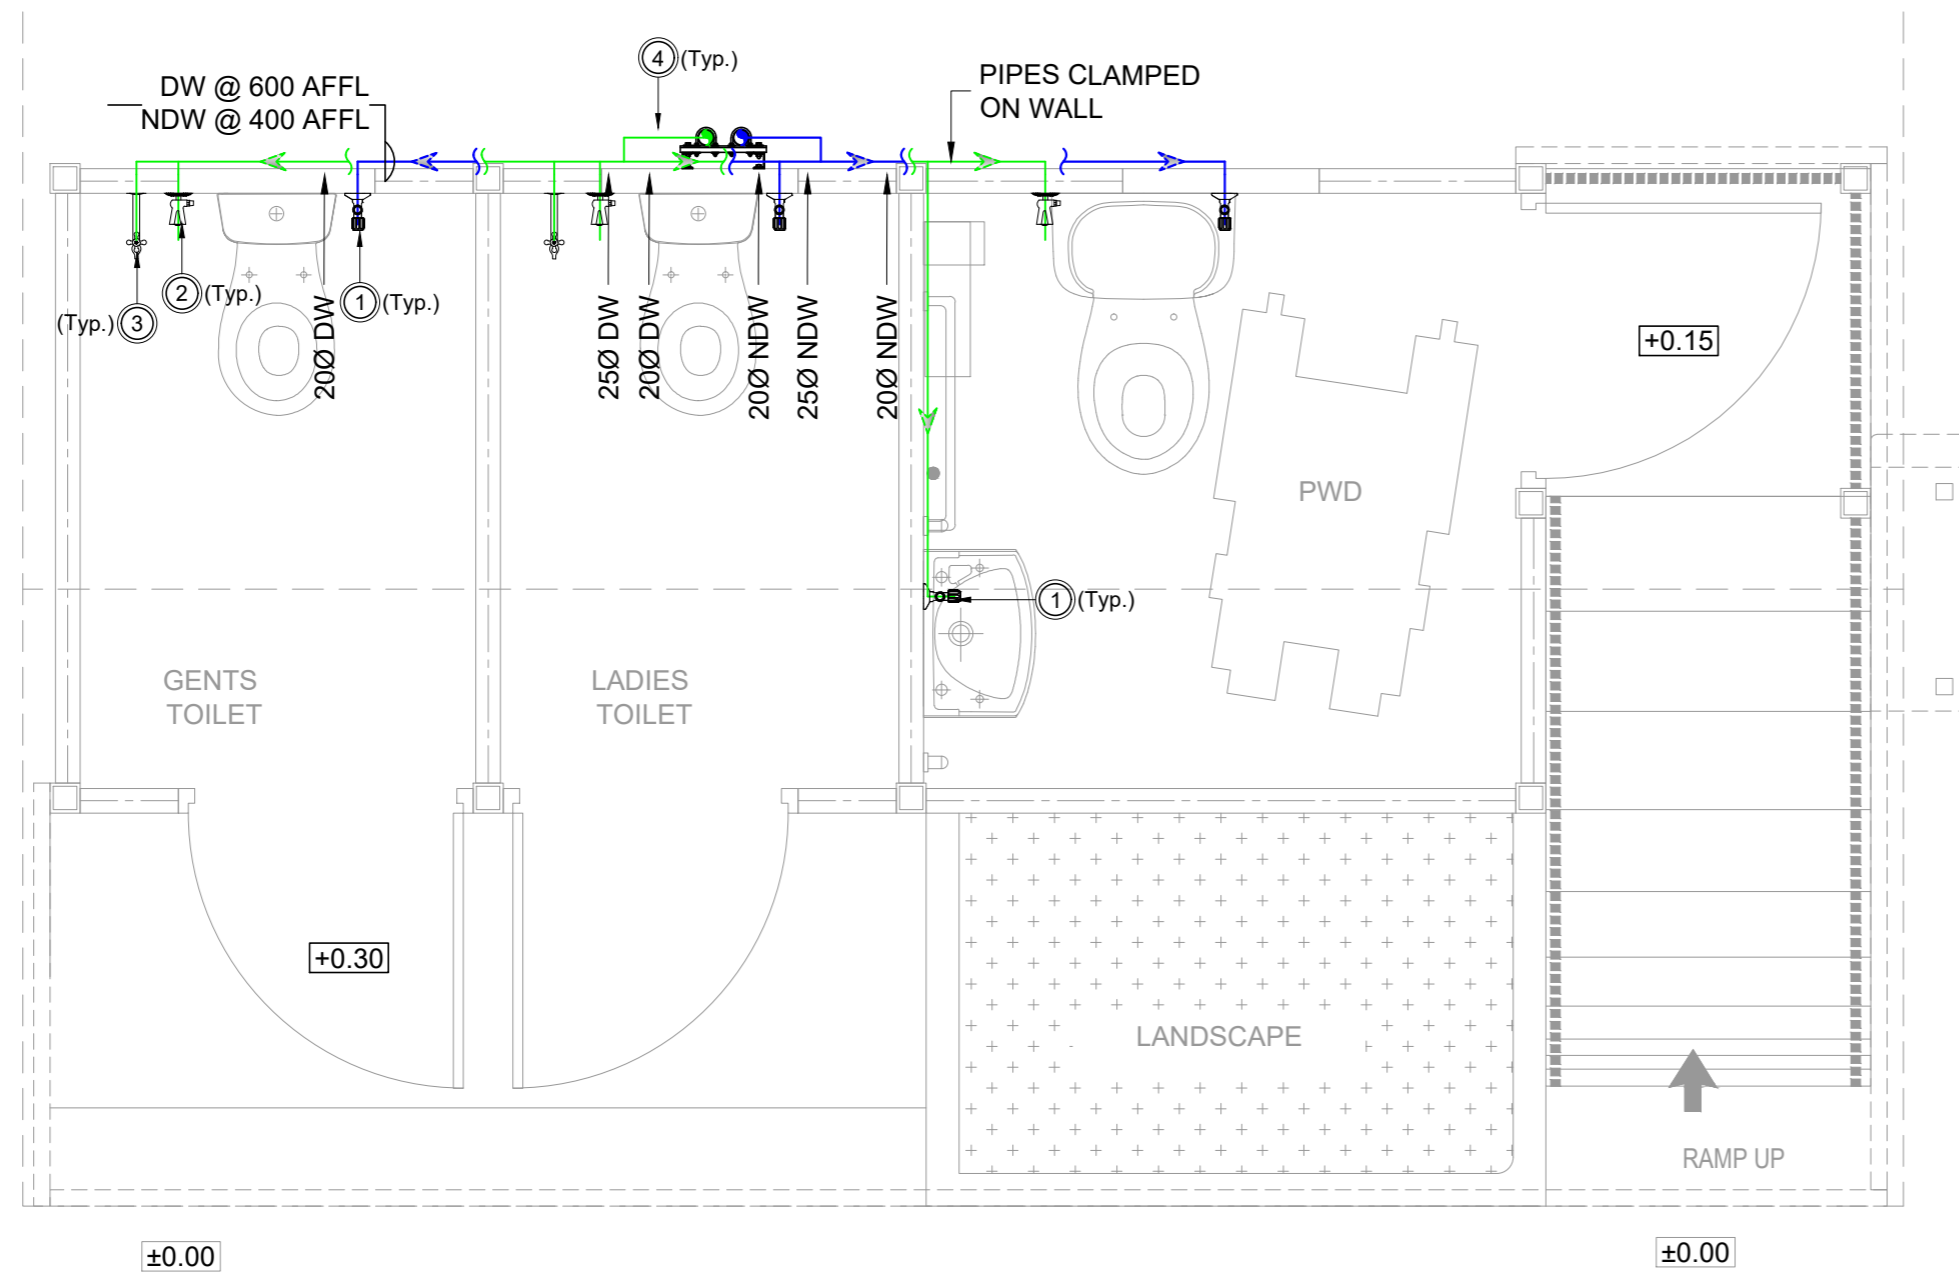 4 (Typ.)
DW @ 600 AFFL
NDW @ 400 AFFL
PIPES CLAMPED
ON WALL
(Typ.) 3
2 (Typ.)
1 (Typ.)
20Ø DW
25Ø DW
20Ø DW
20Ø NDW
25Ø NDW
20Ø NDW
+0.15
PWD
1 (Typ.)
GENTS
TOILET
LADIES
TOILET
+0.30
LANDSCAPE
RAMP UP
±0.00
±0.00